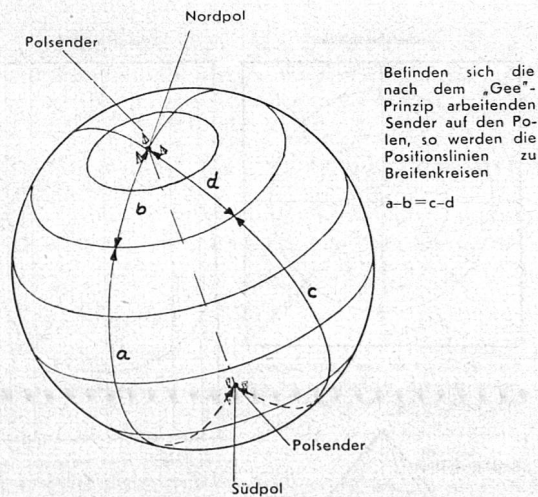 Nordpol
Polsender
Befinden sich die
nach dem „Gee"-
Prinzip arbeitenden
Sender auf den Po-
len, so werden die
Positionslinien zu
Breitenkreisen
a–b=c–d
d
b
c
a
Polsender
Südpol